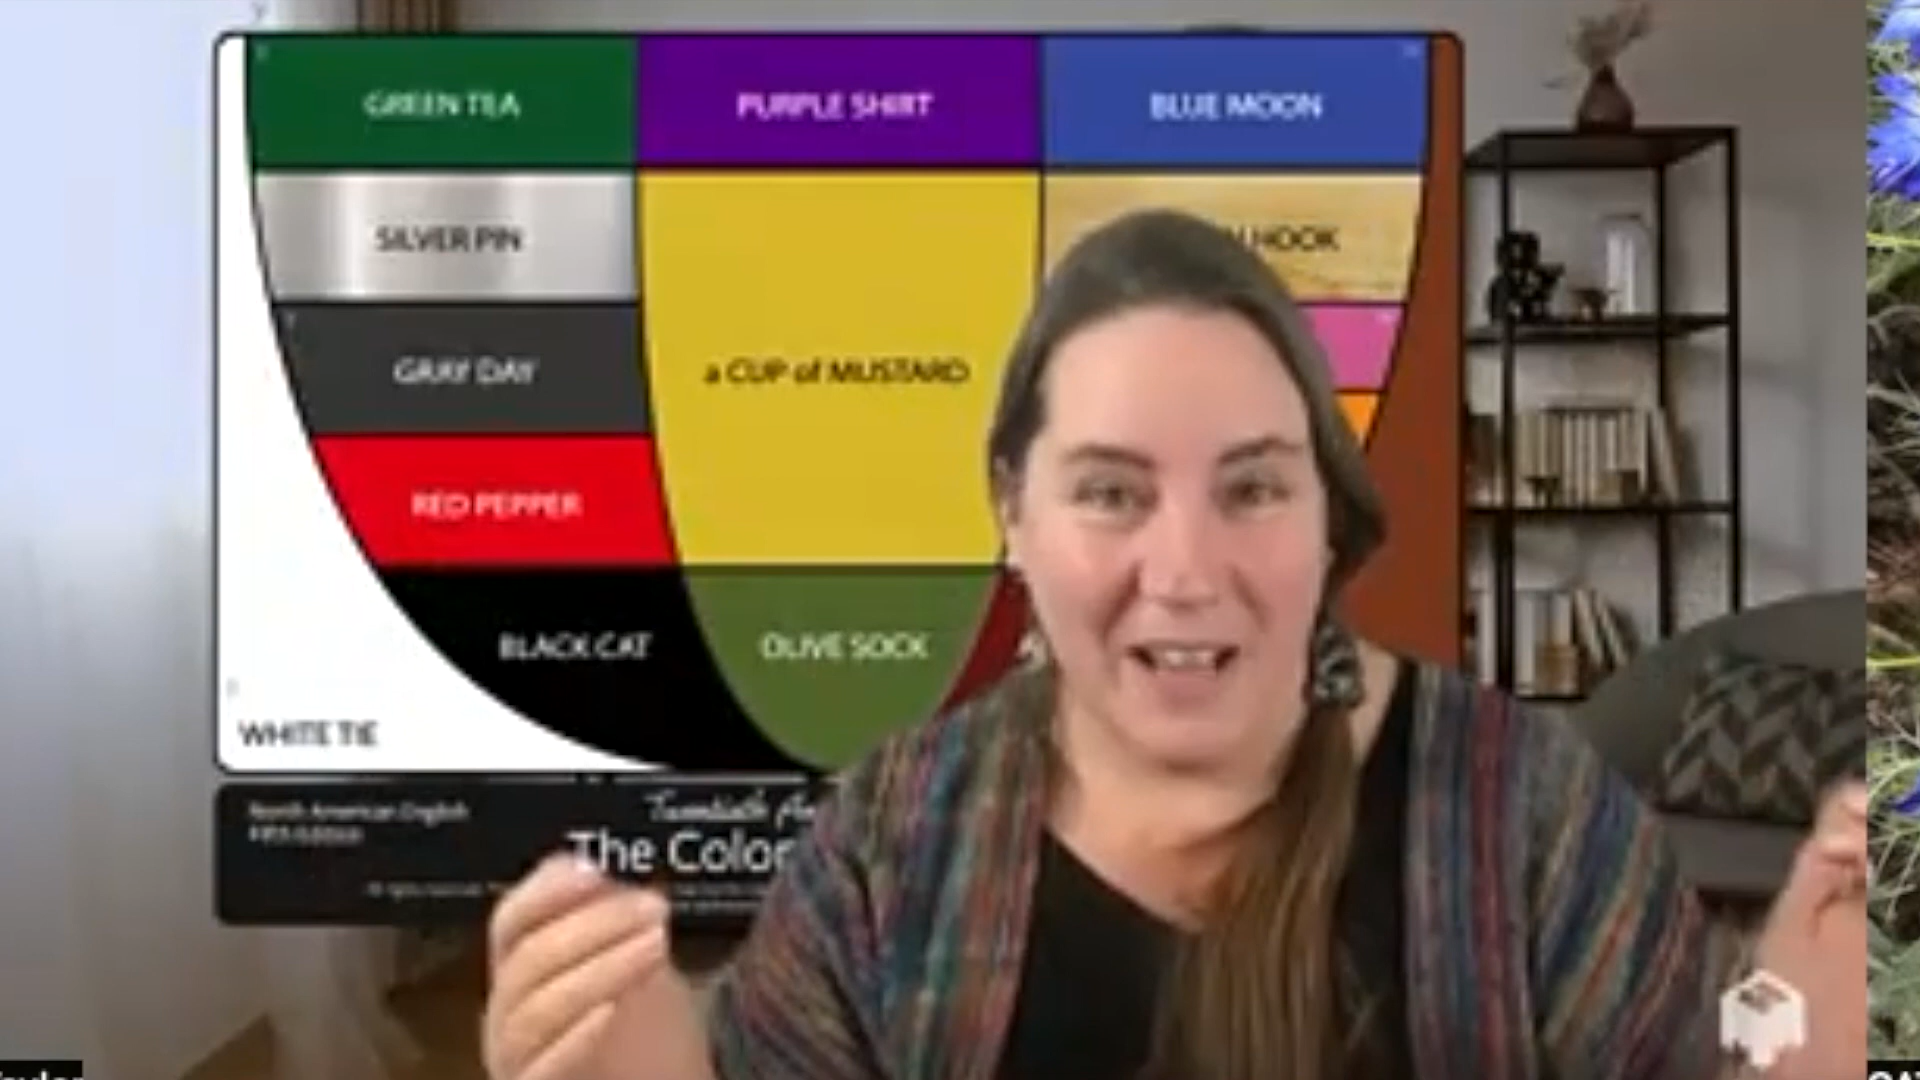 GREEN TEA
PURPLE SHIRT
BLUE MOON
SILVER PIN
HOOK
GRAY DAY
a CUP of MUSTARD
RED PEPPER
BLACK CAT
OLIVE SOCK
WHITE TIE
North American English
The Color